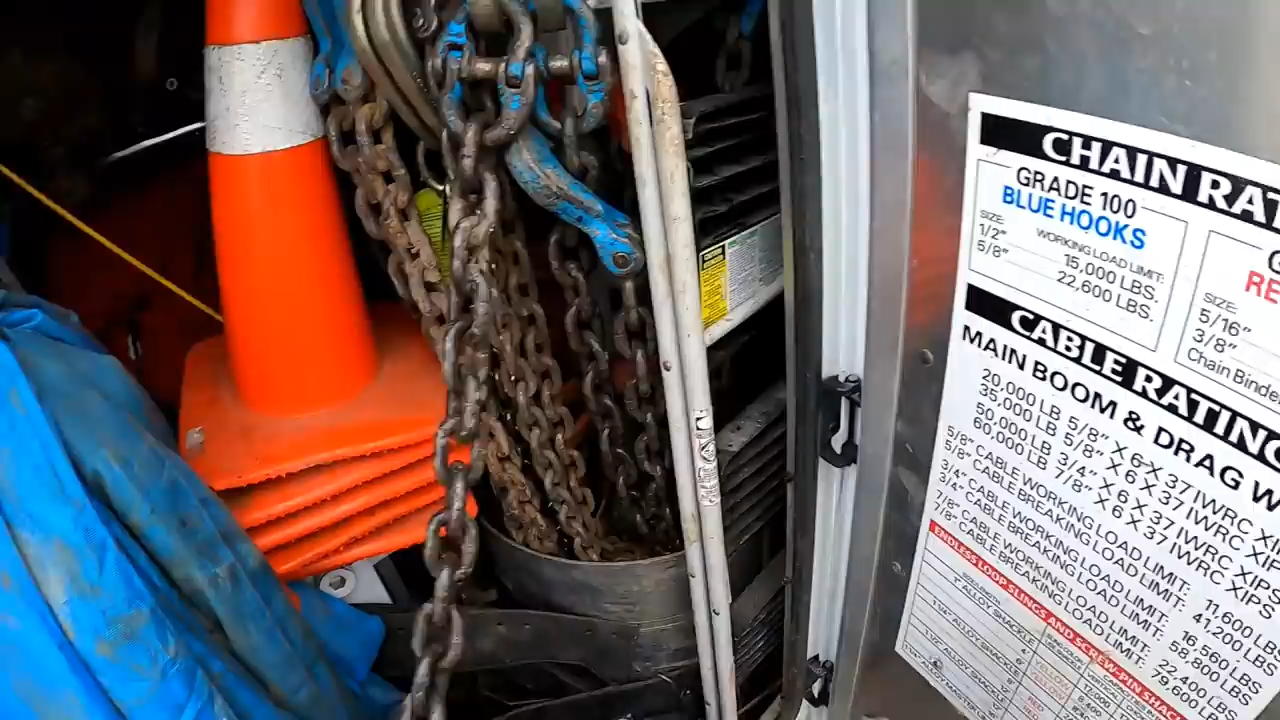 CHAIN RAT
GRADE 100
BLUE HOOKS
SIZE: WORKING LOAD LIMIT:
1/2" 15,000 LBS.
5/8" 22,600 LBS.
RE
SIZE:
5/16"
3/8"
Chain Binde
CABLE RATING
MAIN BOOM & DRAG W
20,000 LB 5/8" X 6 X 37 IWRC XIP
35,000 LB 5/8" X 6 X 37 IWRC XIP
50,000 LB 3/4" X 6 X 37 IWRC XIPS
60,000 LB 7/8" X 6 X 37 IWRC XIPS
5/8" CABLE WORKING LOAD LIMIT: 11,600 LBS
5/8" CABLE BREAKING LOAD LIMIT: 41,200 LBS
3/4" CABLE WORKING LOAD LIMIT: 16,560 LBS
3/4" CABLE BREAKING LOAD LIMIT: 58,800 LBS
7/8" CABLE WORKING LOAD LIMIT: 22,400 LBS
7/8" CABLE BREAKING LOAD LIMIT: 79,600 LBS
ENDLESS LOOP SLINGS AND SCREW-PIN SHAC